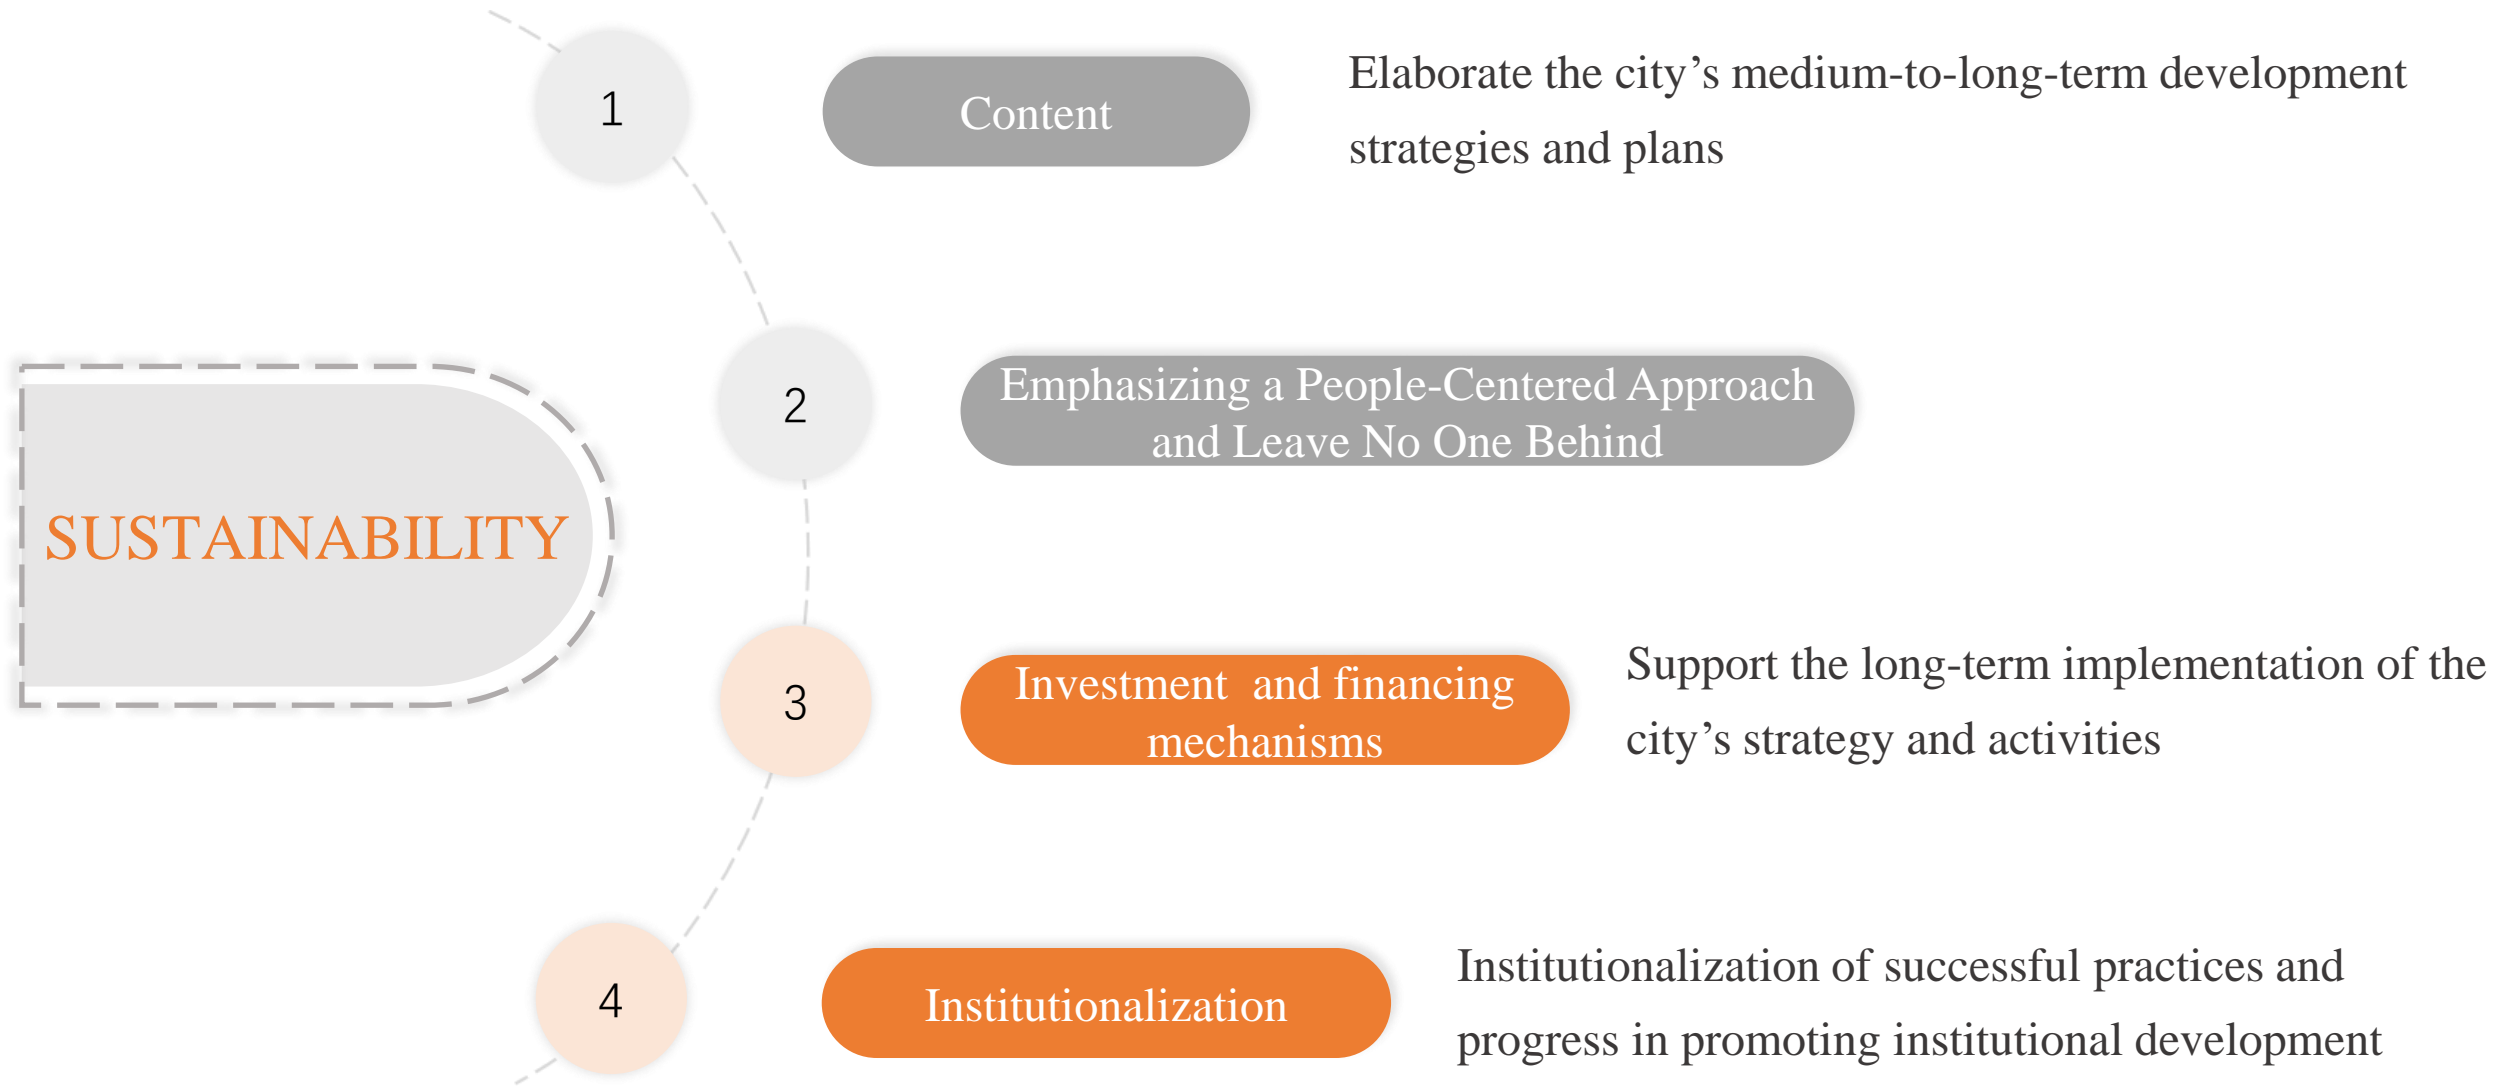 1
Content
Elaborate the city’s medium-to-long-term development
strategies and plans
2
Emphasizing a People-Centered Approach
and Leave No One Behind
SUSTAINABILITY
3
Investment  and financing
mechanisms
Support the long-term implementation of the
city’s strategy and activities
4
Institutionalization
Institutionalization of successful practices and
progress in promoting institutional development